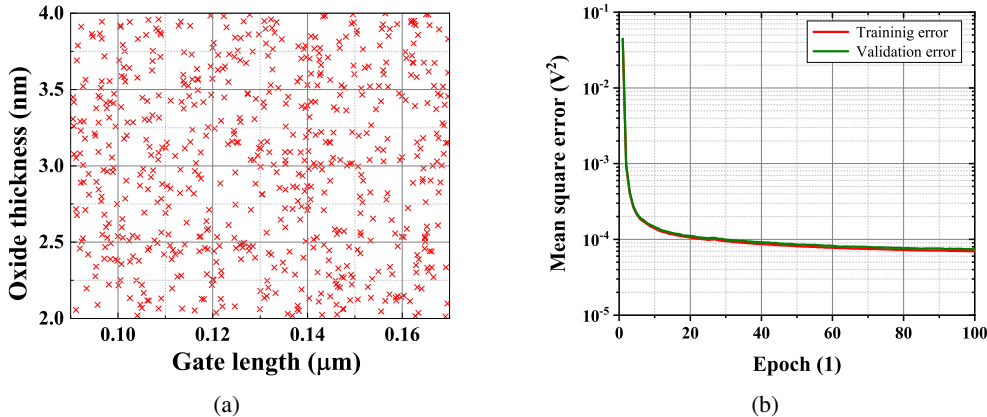 4.0
3.5
3.0
2.5
2.0
Oxide thickness (nm)
0.10 0.12 0.14 0.16
Gate length (μm)
(a)
10⁻¹
10⁻²
10⁻³
10⁻⁴
10⁻⁵
Mean square error (V²)
Traininig error
Validation error
0 20 40 60 80 100
Epoch (1)
(b)